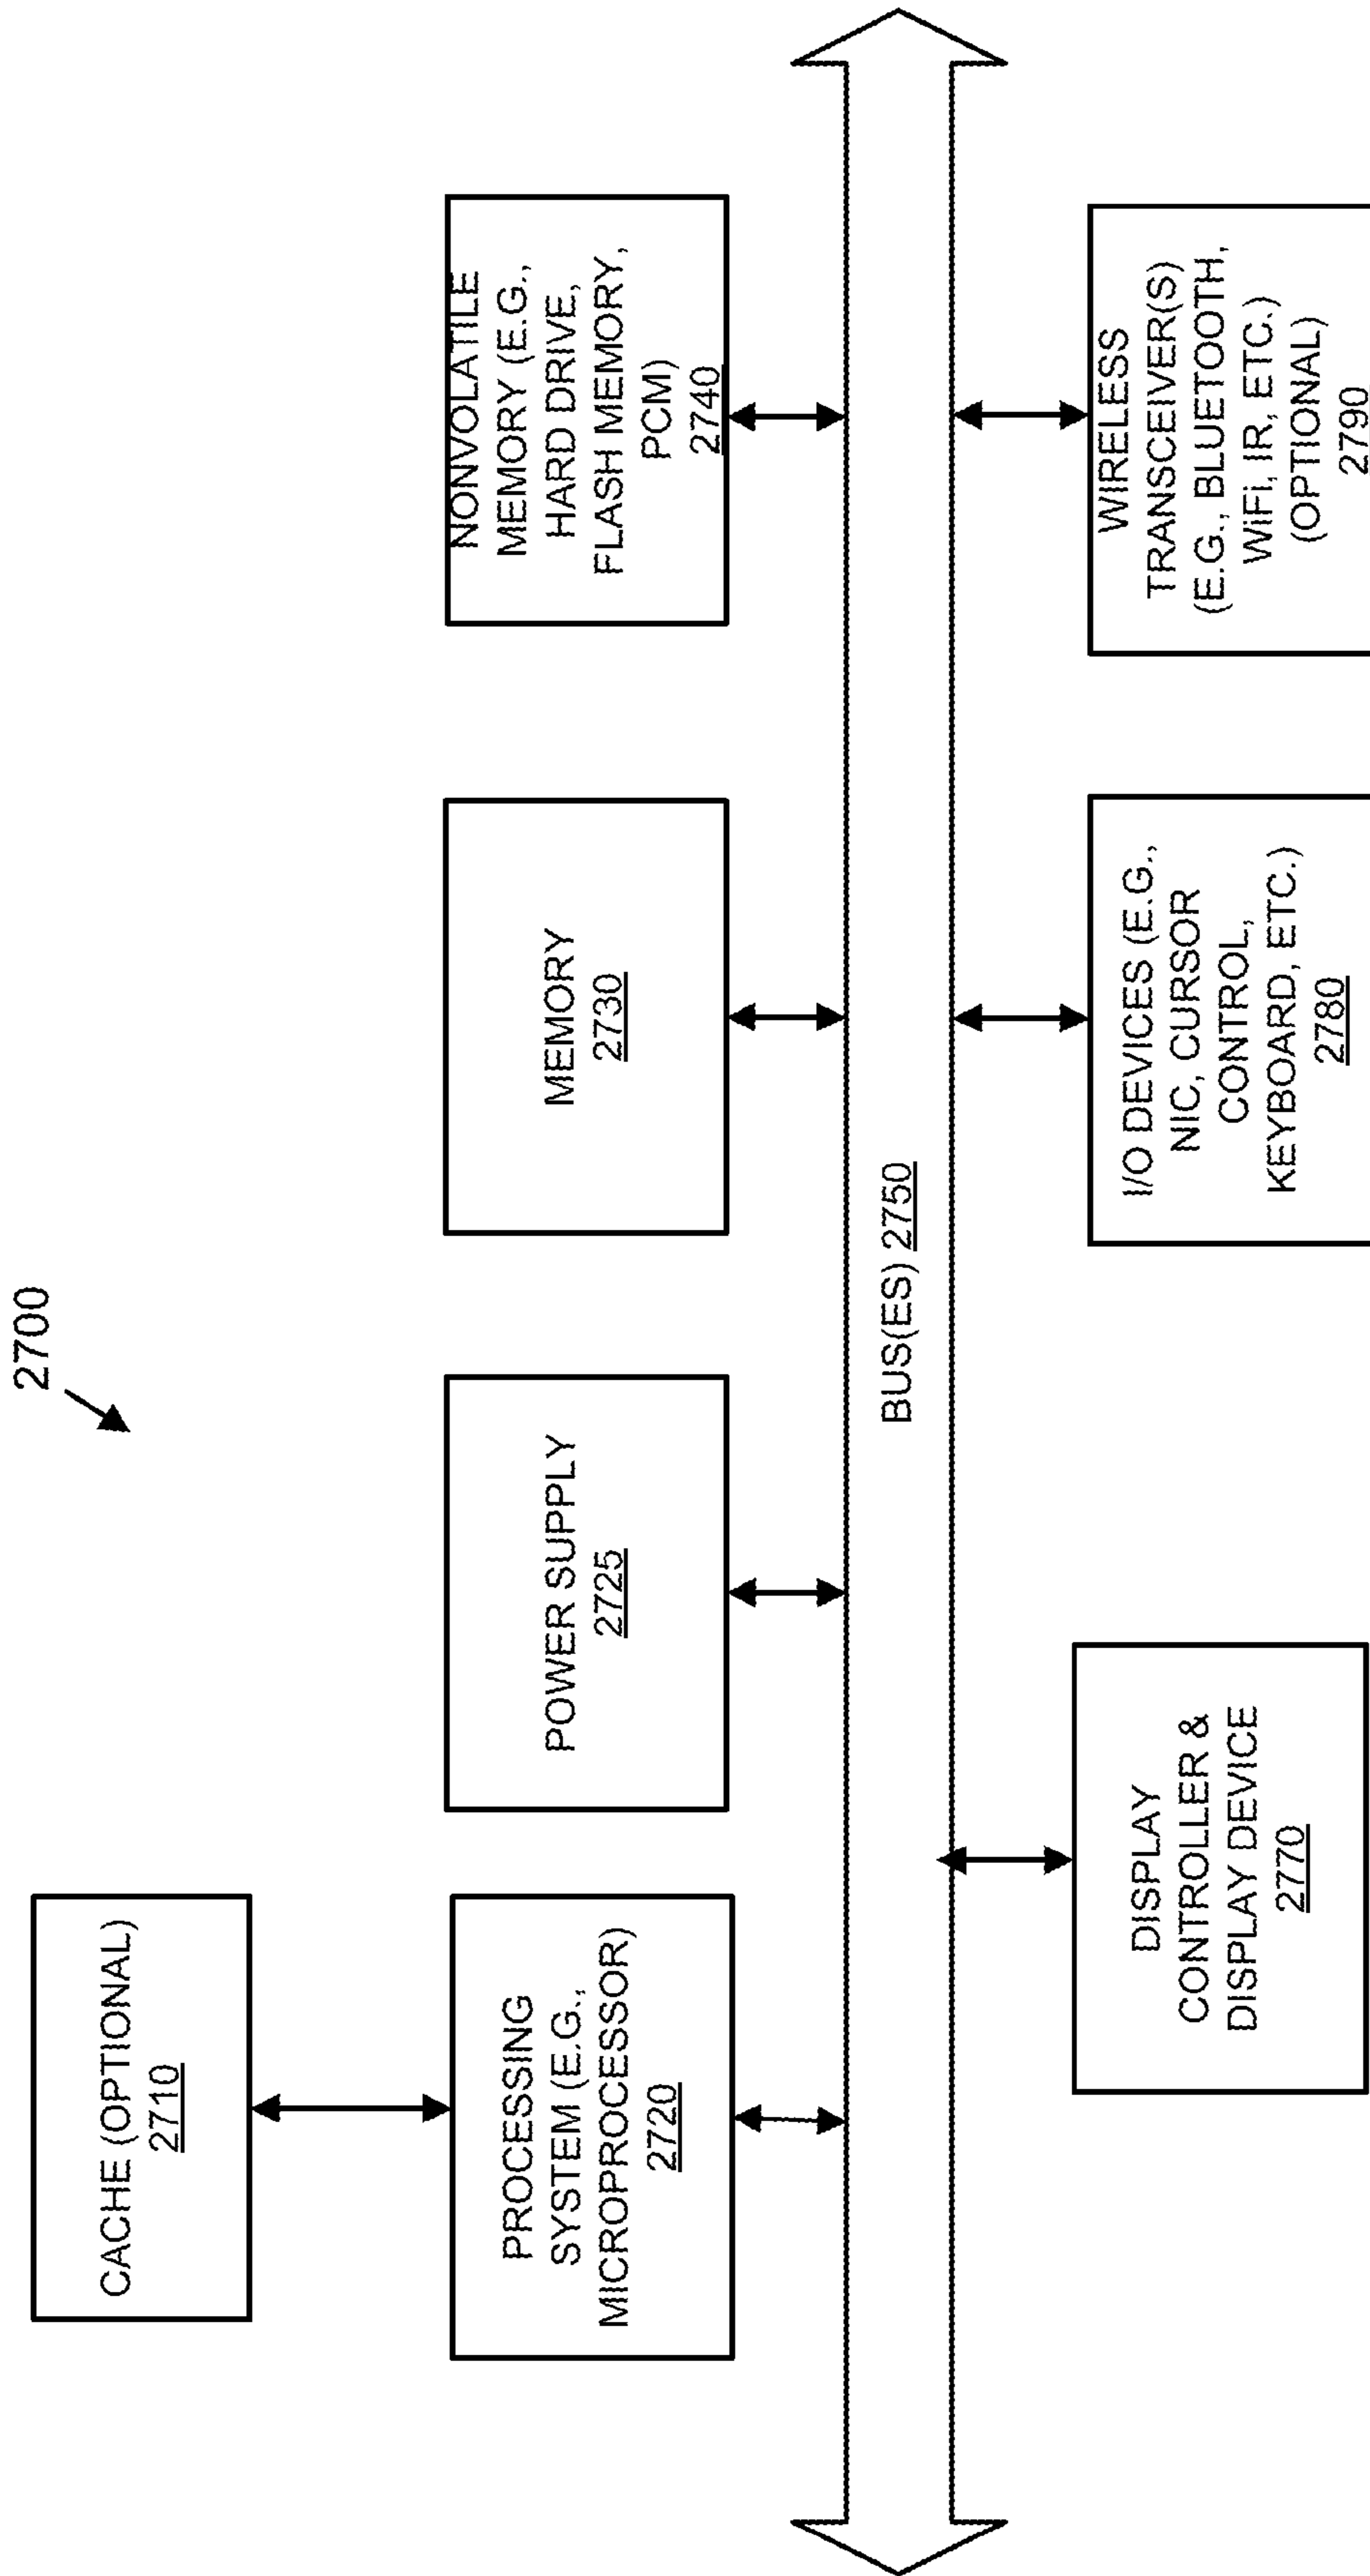 2700
CACHE (OPTIONAL)
2710
PROCESSING
SYSTEM (E.G.,
MICROPROCESSOR)
2720
POWER SUPPLY
2725
MEMORY
2730
NONVOLATILE
MEMORY (E.G.,
HARD DRIVE,
FLASH MEMORY,
PCM)
2740
BUS(ES) 2750
DISPLAY
CONTROLLER &
DISPLAY DEVICE
2770
I/O DEVICES (E.G.,
NIC, CURSOR
CONTROL,
KEYBOARD, ETC.)
2780
WIRELESS
TRANSCEIVER(S)
(E.G., BLUETOOTH,
WiFi, IR, ETC.)
(OPTIONAL)
2790